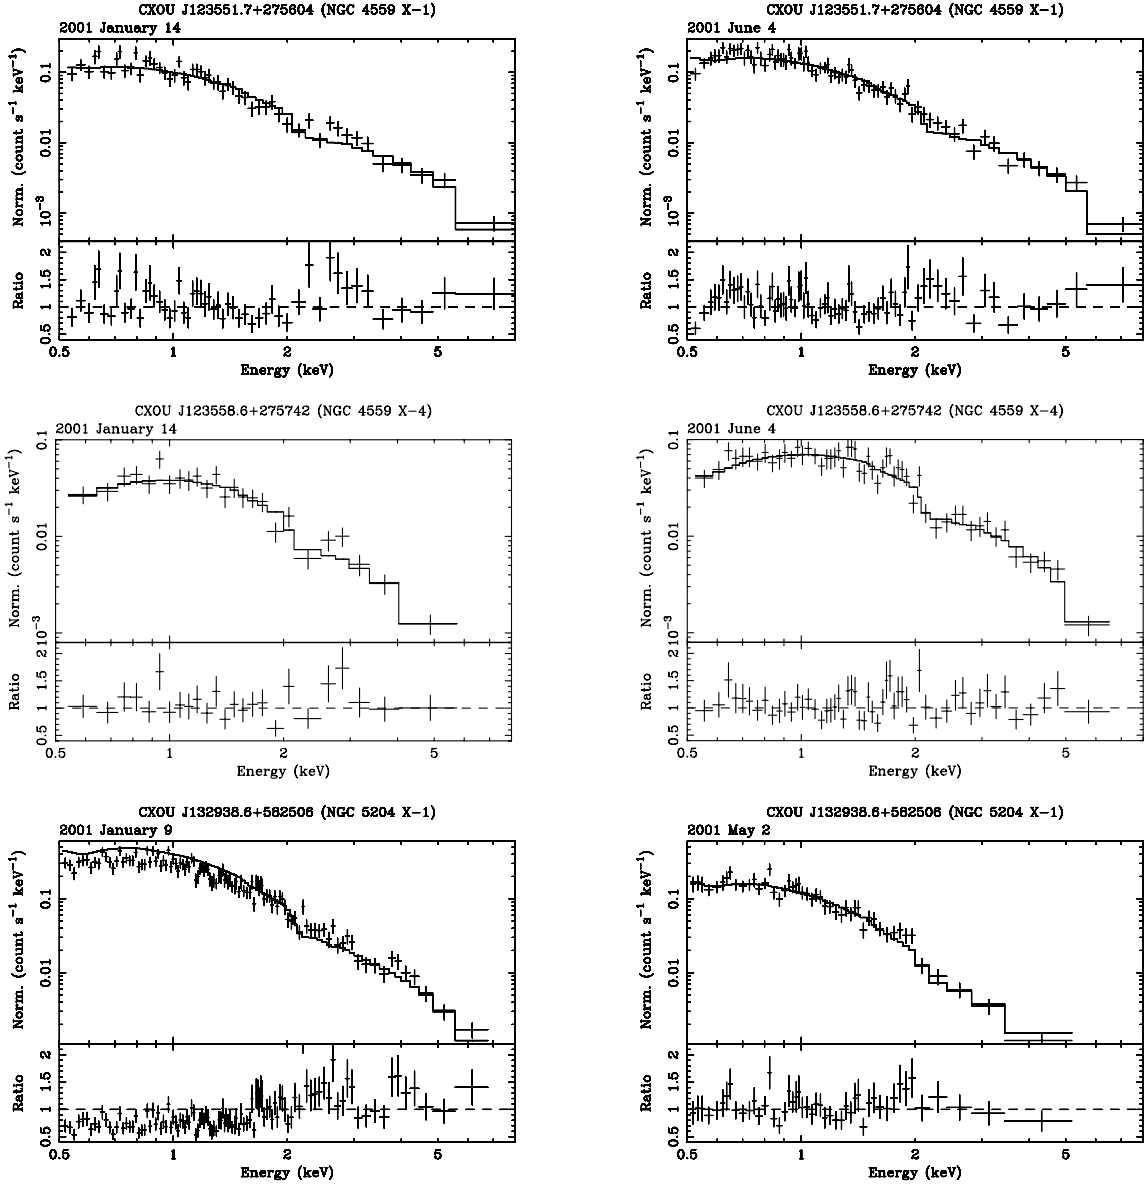 CXOU J123551.7+275604 (NGC 4559 X-1)
2001 January 14
Norm. (count s⁻¹ keV⁻¹)
0.1
0.01
10⁻³
Ratio
2
1.5
1
0.5
0.5 1 2 5
Energy (keV)
CXOU J123551.7+275604 (NGC 4559 X-1)
2001 June 4
Norm. (count s⁻¹ keV⁻¹)
0.1
0.01
10⁻³
Ratio
2
1.5
1
0.5
0.5 1 2 5
Energy (keV)
CXOU J123558.6+275742 (NGC 4559 X-4)
2001 January 14
Norm. (count s⁻¹ keV⁻¹)
0.1
0.01
10⁻³
Ratio
2
1.5
1
0.5
0.5 1 2 5
Energy (keV)
CXOU J123558.6+275742 (NGC 4559 X-4)
2001 June 4
Norm. (count s⁻¹ keV⁻¹)
0.1
0.01
10⁻³
Ratio
2
1.5
1
0.5
0.5 1 2 5
Energy (keV)
CXOU J132938.6+582506 (NGC 5204 X-1)
2001 January 9
Norm. (count s⁻¹ keV⁻¹)
0.1
0.01
Ratio
2
1.5
1
0.5
0.5 1 2 5
Energy (keV)
CXOU J132938.6+582506 (NGC 5204 X-1)
2001 May 2
Norm. (count s⁻¹ keV⁻¹)
0.1
0.01
Ratio
2
1.5
1
0.5
0.5 1 2 5
Energy (keV)